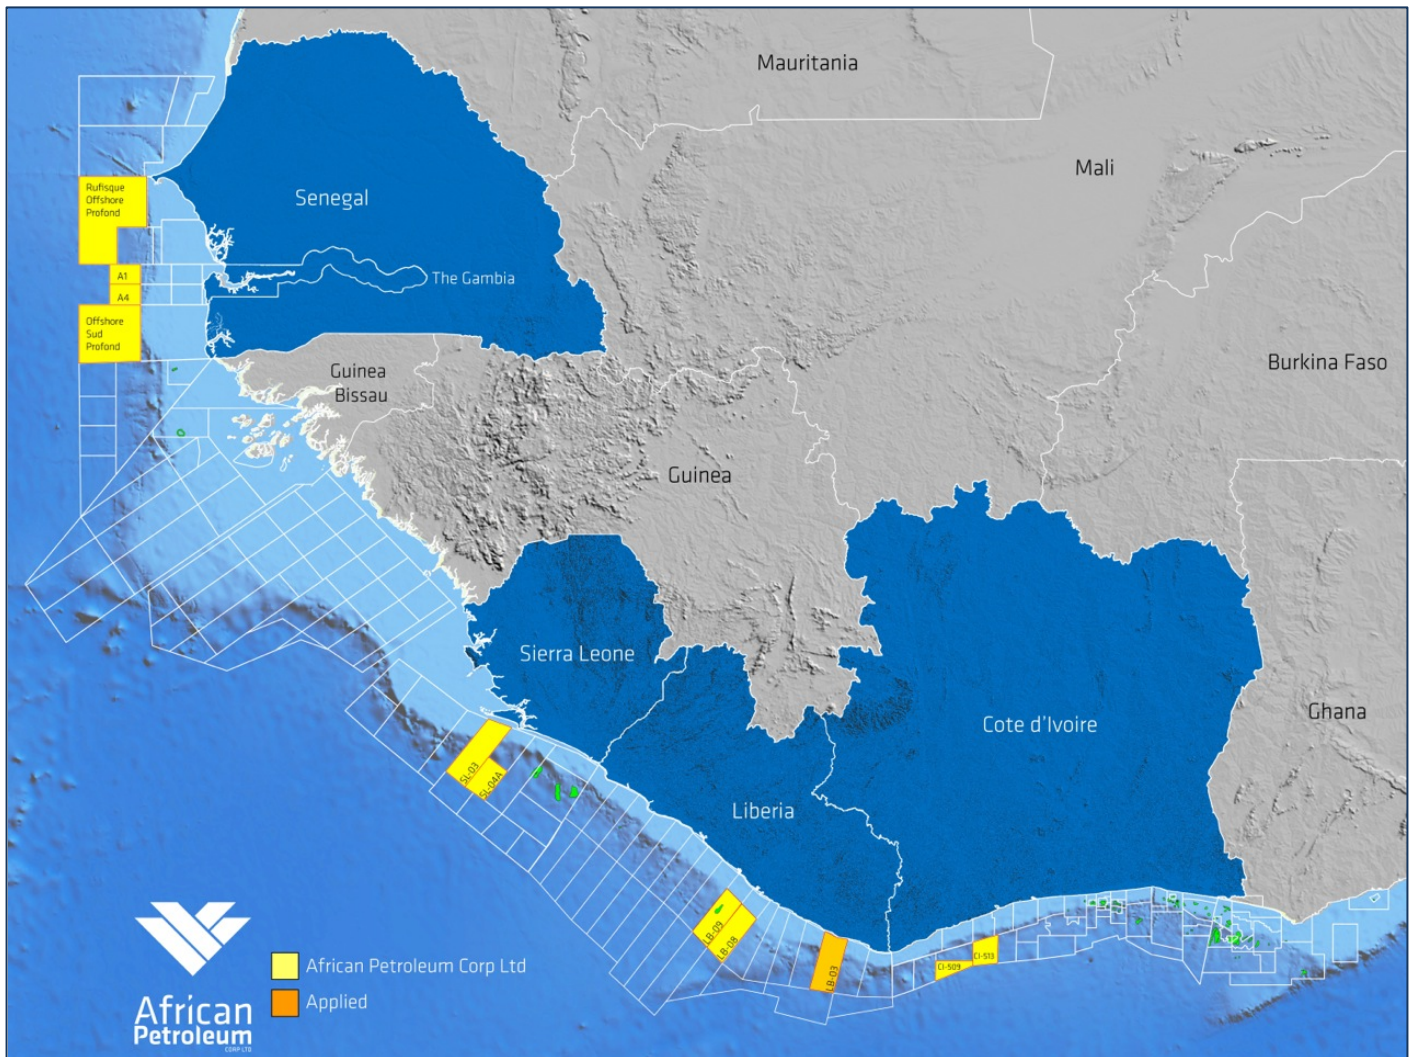 Mauritania
Mali
Rufisque
Offshore
Profond
Senegal
A1
The Gambia
A4
Offshore
Sud
Profond
Guinea
Bissau
Burkina Faso
Guinea
Sierra Leone
Ghana
Cote d'Ivoire
SL-03
SL-04A
Liberia
LB-09
LB-08
LB-03
CI-509
CI-513
African Petroleum Corp Ltd
Applied
African
Petroleum
CORP LTD